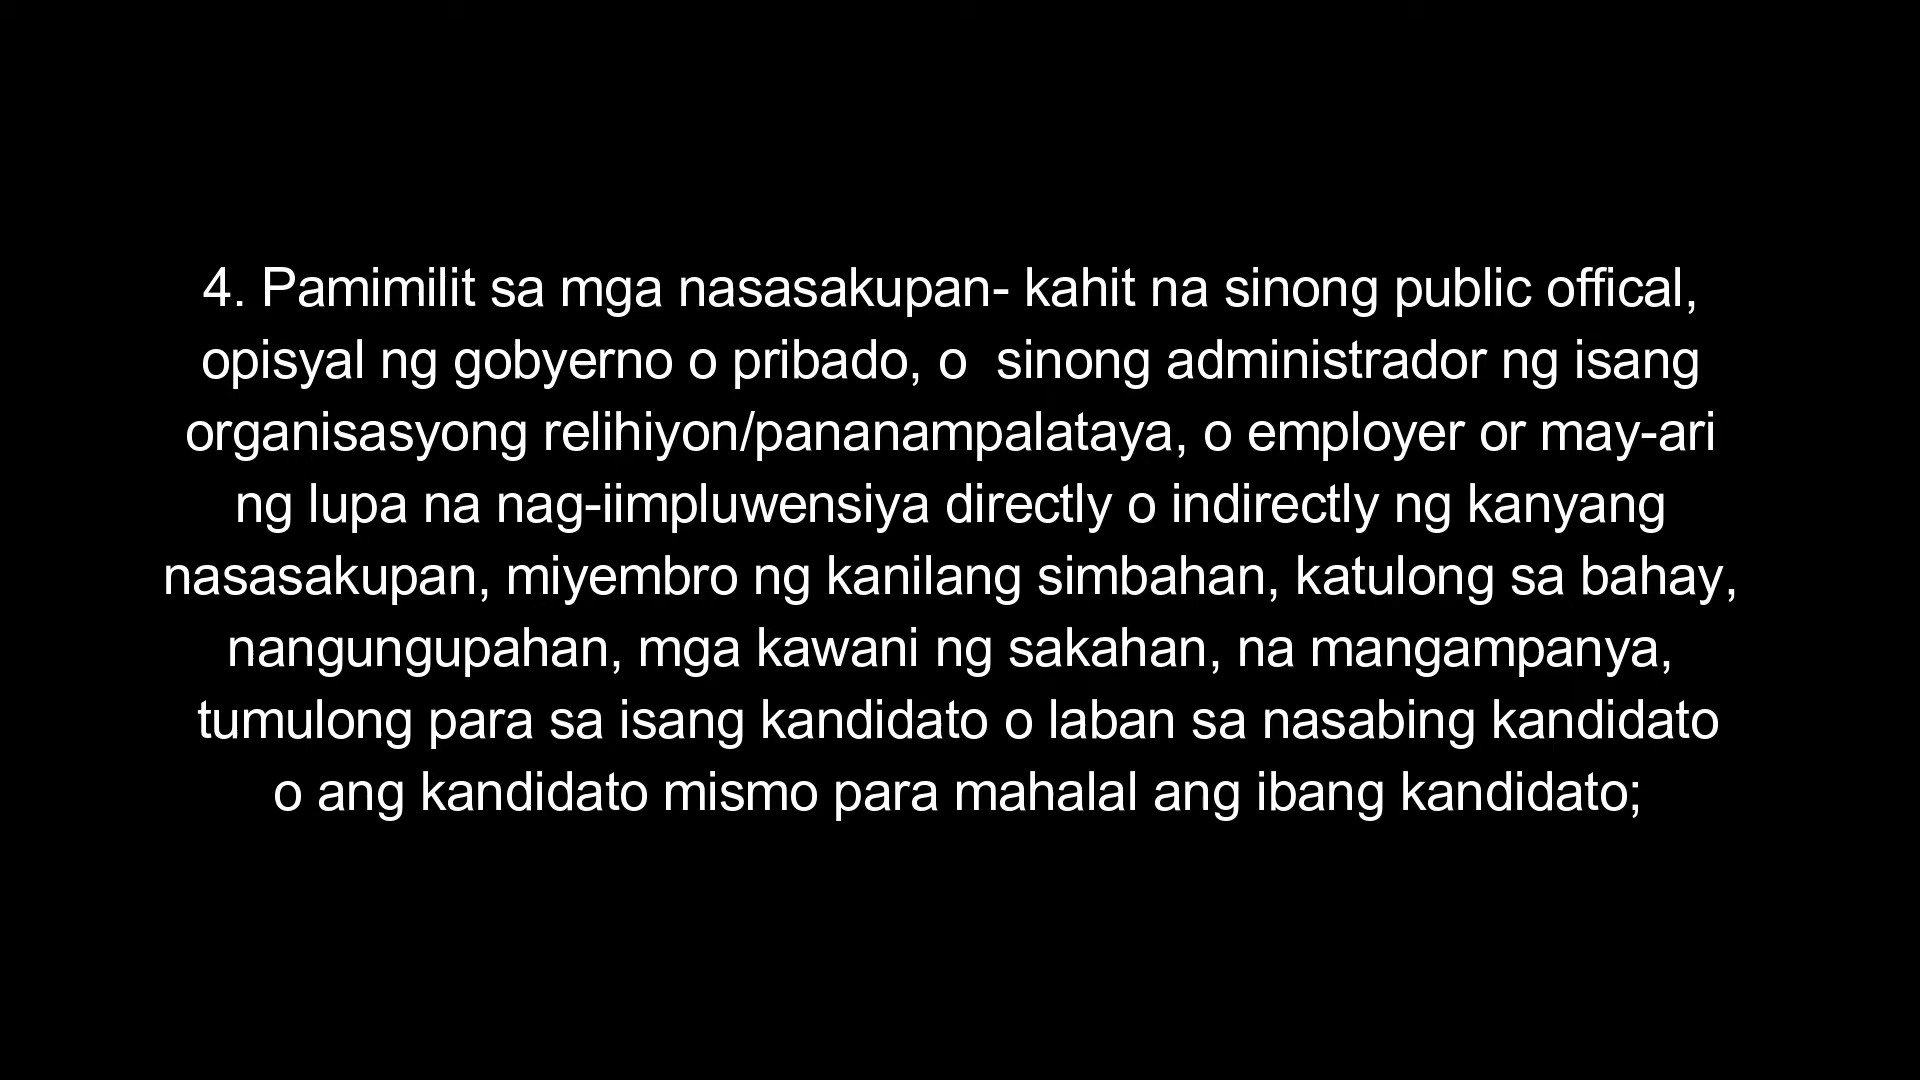 4. Pamimilit sa mga nasasakupan- kahit na sinong public offical,
opisyal ng gobyerno o pribado, o  sinong administrador ng isang
organisasyong relihiyon/pananampalataya, o employer or may-ari
ng lupa na nag-iimpluwensiya directly o indirectly ng kanyang
nasasakupan, miyembro ng kanilang simbahan, katulong sa bahay,
nangungupahan, mga kawani ng sakahan, na mangampanya,
tumulong para sa isang kandidato o laban sa nasabing kandidato
o ang kandidato mismo para mahalal ang ibang kandidato;